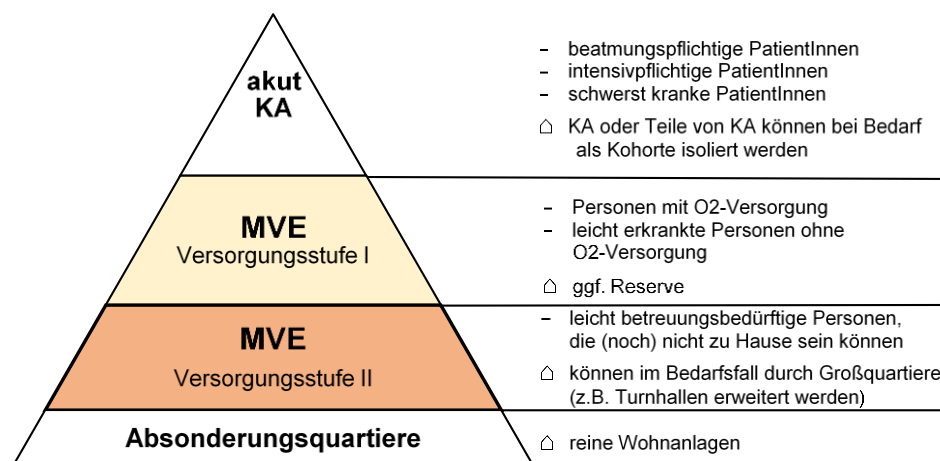 akut
KA
- beatmungspflichtige PatientInnen
- intensivpflichtige PatientInnen
- schwerst kranke PatientInnen
⌂ KA oder Teile von KA können bei Bedarf
als Kohorte isoliert werden
MVE
Versorgungsstufe I
- Personen mit O2-Versorgung
- leicht erkrankte Personen ohne
O2-Versorgung
⌂ ggf. Reserve
MVE
Versorgungsstufe II
- leicht betreuungsbedürftige Personen,
die (noch) nicht zu Hause sein können
⌂ können im Bedarfsfall durch Großquartiere
(z.B. Turnhallen erweitert werden)
Absonderungsquartiere
⌂ reine Wohnanlagen